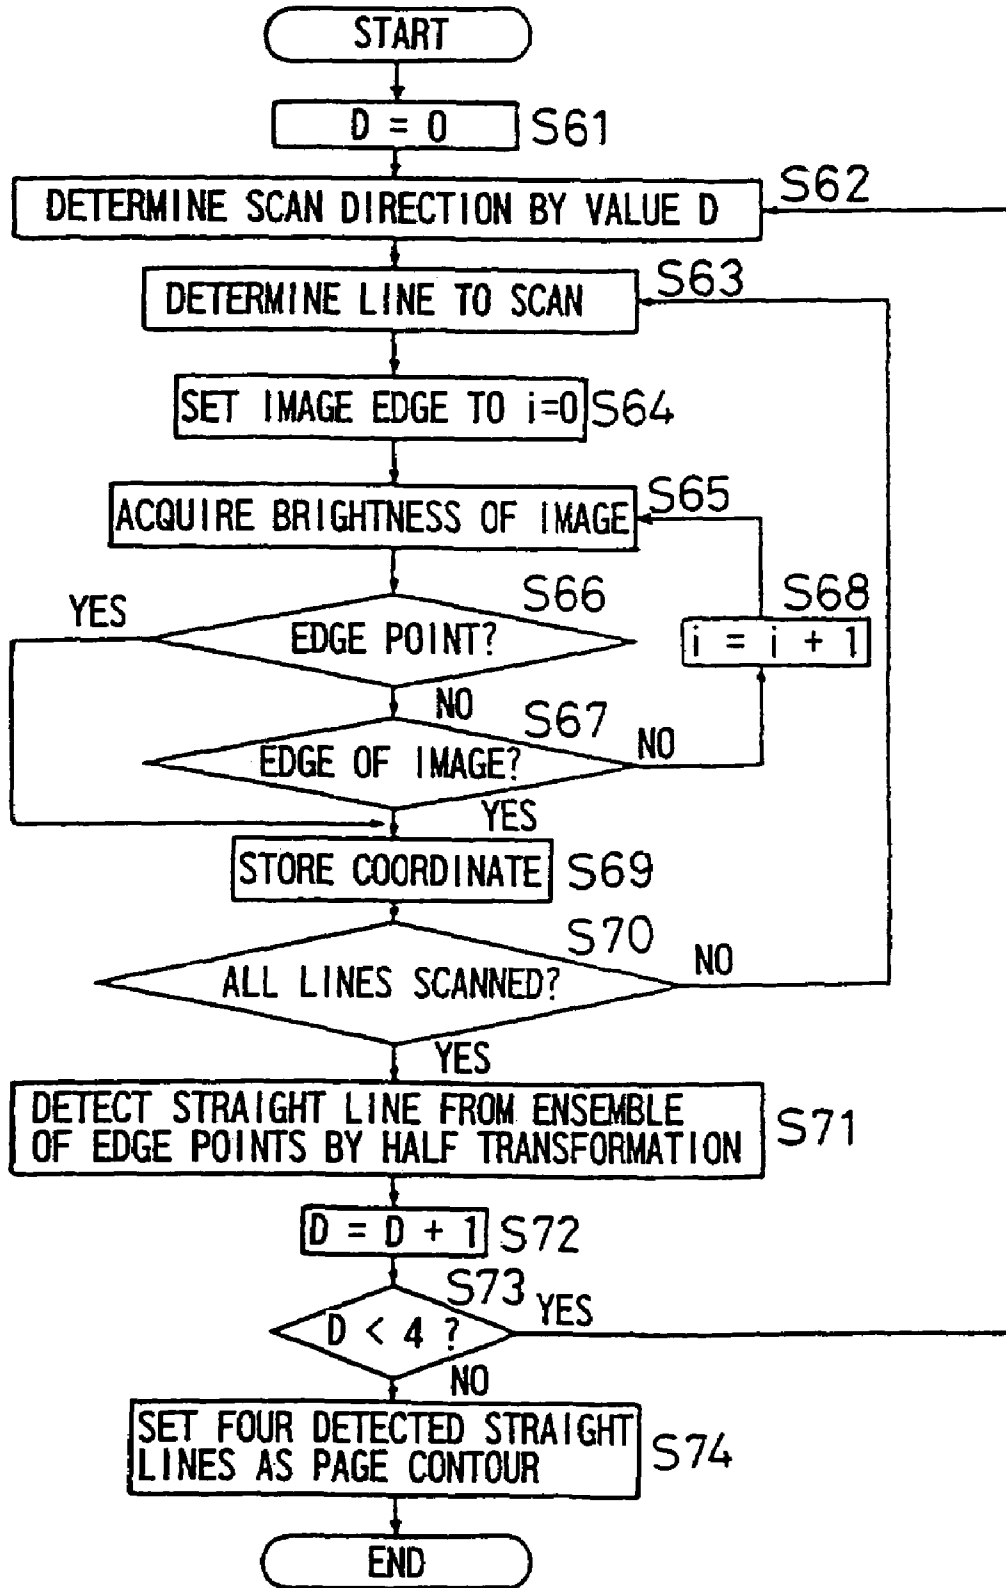 START
D = 0
S61
S62
DETERMINE SCAN DIRECTION BY VALUE D
S63
DETERMINE LINE TO SCAN
SET IMAGE EDGE TO i=0
S64
S65
ACQUIRE BRIGHTNESS OF IMAGE
S66
YES
EDGE POINT?
S68
i = i + 1
NO
S67
EDGE OF IMAGE?
NO
YES
STORE COORDINATE
S69
S70
ALL LINES SCANNED?
NO
YES
DETECT STRAIGHT LINE FROM ENSEMBLE
OF EDGE POINTS BY HALF TRANSFORMATION
S71
D = D + 1
S72
S73
D < 4 ?
YES
NO
SET FOUR DETECTED STRAIGHT
LINES AS PAGE CONTOUR
S74
END